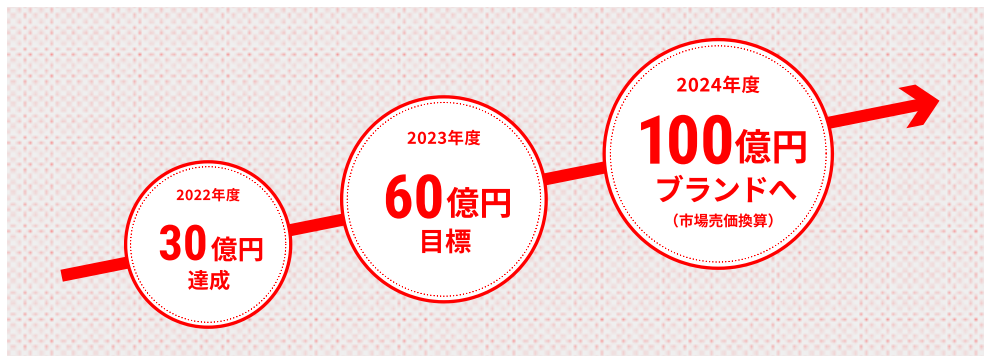 2022年度
30億円
達成
2023年度
60億円
目標
2024年度
100億円
ブランドへ
（市場売価換算）